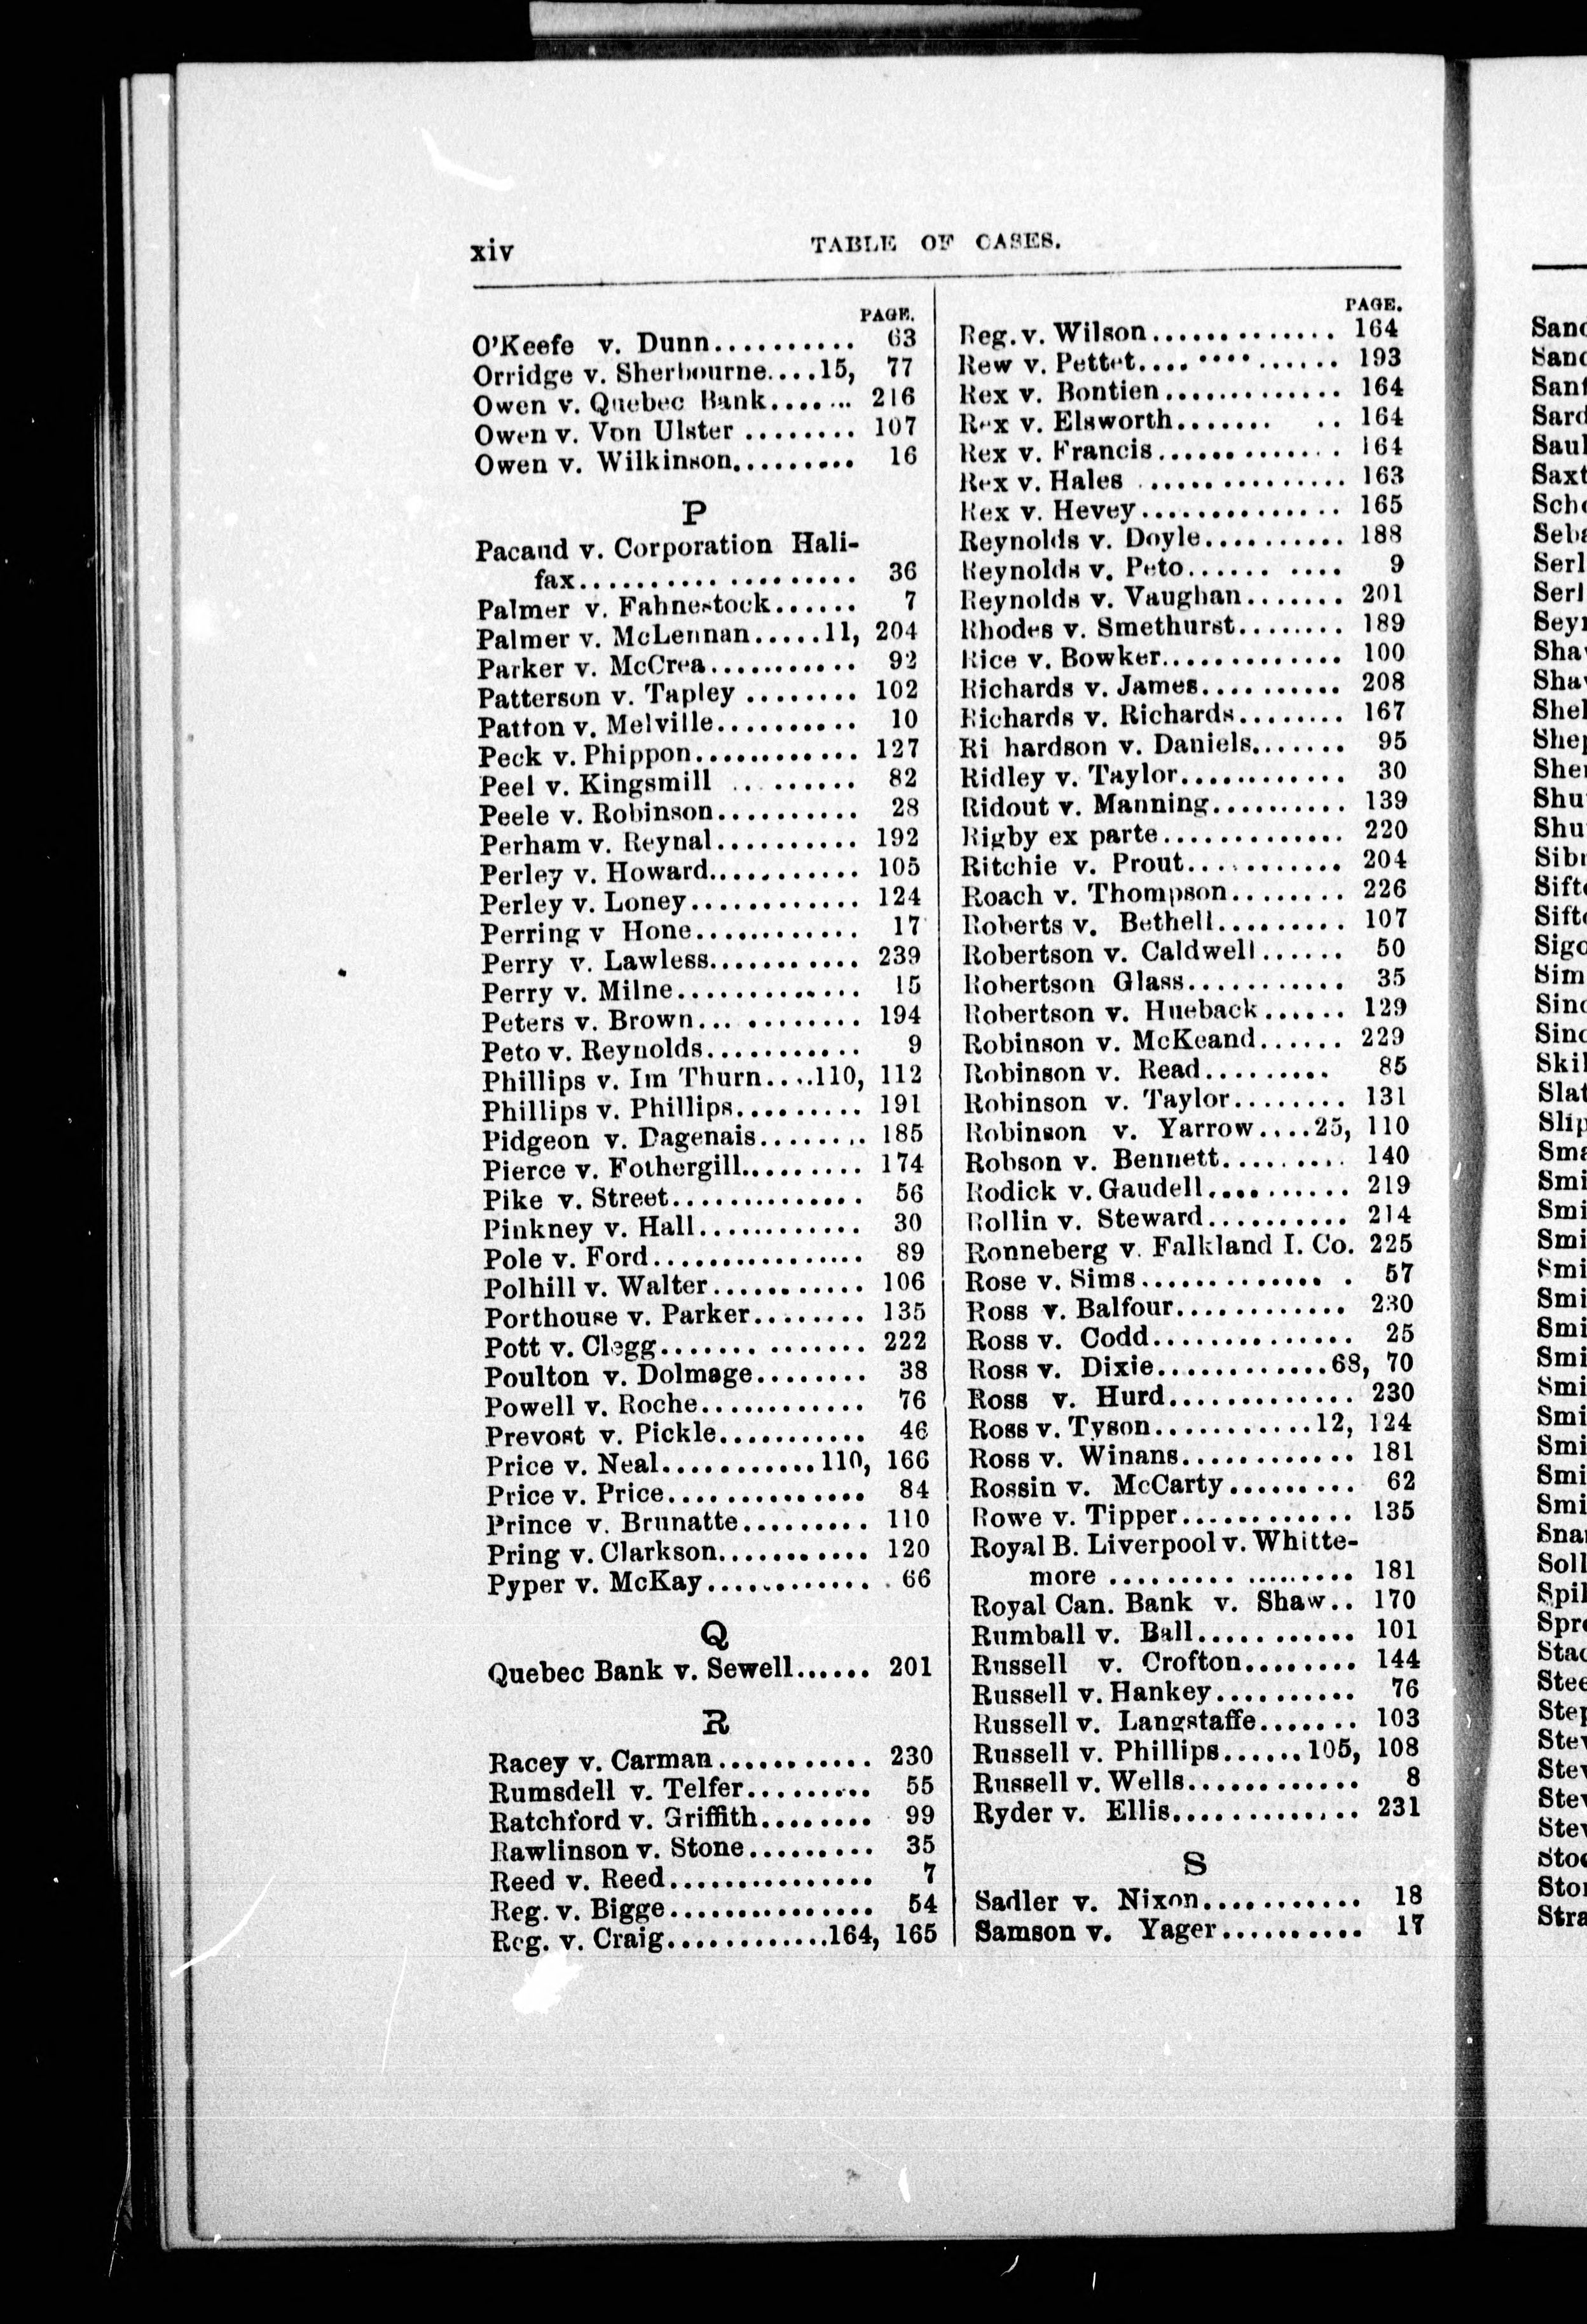 xiv
TABLE OF CASES.
PAGE.
O'Keefe v. Dunn.......... 63
Orridge v. Sherbourne....15, 77
Owen v. Quebec Bank....... 216
Owen v. Von Ulster ........ 107
Owen v. Wilkinson......... 16
P
Pacaud v. Corporation Hali-
fax................... 36
Palmer v. Fahnestock...... 7
Palmer v. McLennan.....11, 204
Parker v. McCrea........... 92
Patterson v. Tapley ........ 102
Patton v. Melville.......... 10
Peck v. Phippon............ 127
Peel v. Kingsmill ......... 82
Peele v. Robinson.......... 28
Perham v. Reynal.......... 192
Perley v. Howard........... 105
Perley v. Loney............ 124
Perring v Hone............ 17
Perry v. Lawless........... 239
Perry v. Milne............. 15
Peters v. Brown... ........ 194
Peto v. Reynolds........... 9
Phillips v. Im Thurn....110, 112
Phillips v. Phillips......... 191
Pidgeon v. Dagenais........ 185
Pierce v. Fothergill......... 174
Pike v. Street.............. 56
Pinkney v. Hall............ 30
Pole v. Ford................ 89
Polhill v. Walter........... 106
Porthouse v. Parker........ 135
Pott v. Clegg....... ....... 222
Poulton v. Dolmage........ 38
Powell v. Roche............ 76
Prevost v. Pickle........... 46
Price v. Neal...........110, 166
Price v. Price.............. 84
Prince v. Brunatte......... 110
Pring v. Clarkson........... 120
Pyper v. McKay............. 66
Q
Quebec Bank v. Sewell...... 201
R
Racey v. Carman........... 230
Rumsdell v. Telfer......... 55
Ratchford v. Griffith........ 99
Rawlinson v. Stone......... 35
Reed v. Reed............... 7
Reg. v. Bigge............... 54
Reg. v. Craig............164, 165
PAGE.
Reg. v. Wilson............. 164
Rew v. Pettet.............. 193
Rex v. Bontien............. 164
Rex v. Elsworth....... .. 164
Rex v. Francis............. 164
Rex v. Hales ............... 163
Rex v. Hevey.............. 165
Reynolds v. Doyle.......... 188
Reynolds v. Peto...... .... 9
Reynolds v. Vaughan....... 201
Rhodes v. Smethurst........ 189
Rice v. Bowker............. 100
Richards v. James.......... 208
Richards v. Richards........ 167
Ri hardson v. Daniels....... 95
Ridley v. Taylor............ 30
Ridout v. Manning.......... 139
Rigby ex parte............. 220
Ritchie v. Prout........... 204
Roach v. Thompson........ 226
Roberts v. Bethell......... 107
Robertson v. Caldwell...... 50
Robertson Glass........... 35
Robertson v. Hueback...... 129
Robinson v. McKeand...... 229
Robinson v. Read......... 85
Robinson v. Taylor........ 131
Robinson v. Yarrow....25, 110
Robson v. Bennett......... 140
Rodick v. Gaudell.......... 219
Rollin v. Steward.......... 214
Ronneberg v. Falkland I. Co. 225
Rose v. Sims............. . 57
Ross v. Balfour............ 230
Ross v. Codd.............. 25
Ross v. Dixie............68, 70
Ross v. Hurd............. 230
Ross v. Tyson...........12, 124
Ross v. Winans............ 181
Rossin v. McCarty......... 62
Rowe v. Tipper............ 135
Royal B. Liverpool v. Whitte-
more ......... ......... 181
Royal Can. Bank v. Shaw.. 170
Rumball v. Ball........... 101
Russell v. Crofton........ 144
Russell v. Hankey.......... 76
Russell v. Langstaffe....... 103
Russell v. Phillips......105, 108
Russell v. Wells............ 8
Ryder v. Ellis............. 231
S
Sadler v. Nixon........... 18
Samson v. Yager.......... 17